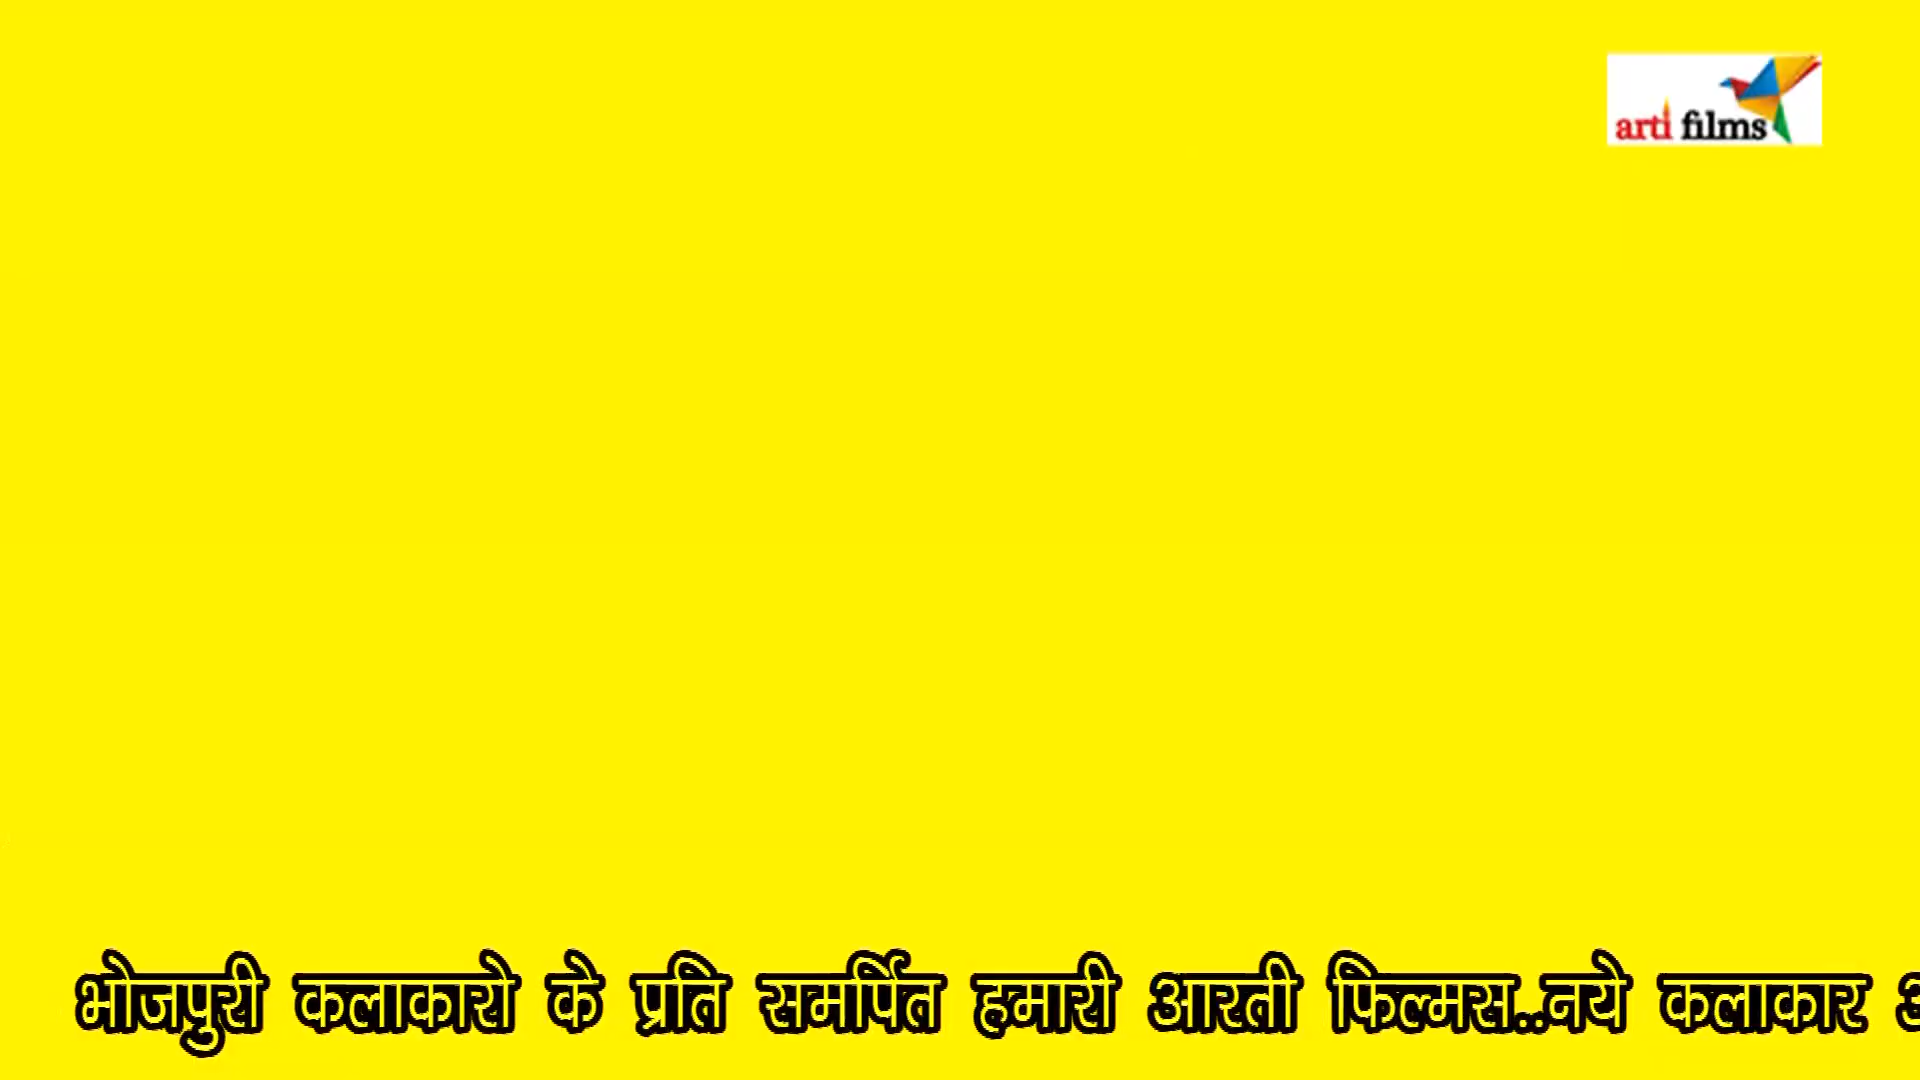 arti films
भोजपुरी कलाकारो के प्रति समर्पित हमारी आरती फिल्मस..नये कलाकार